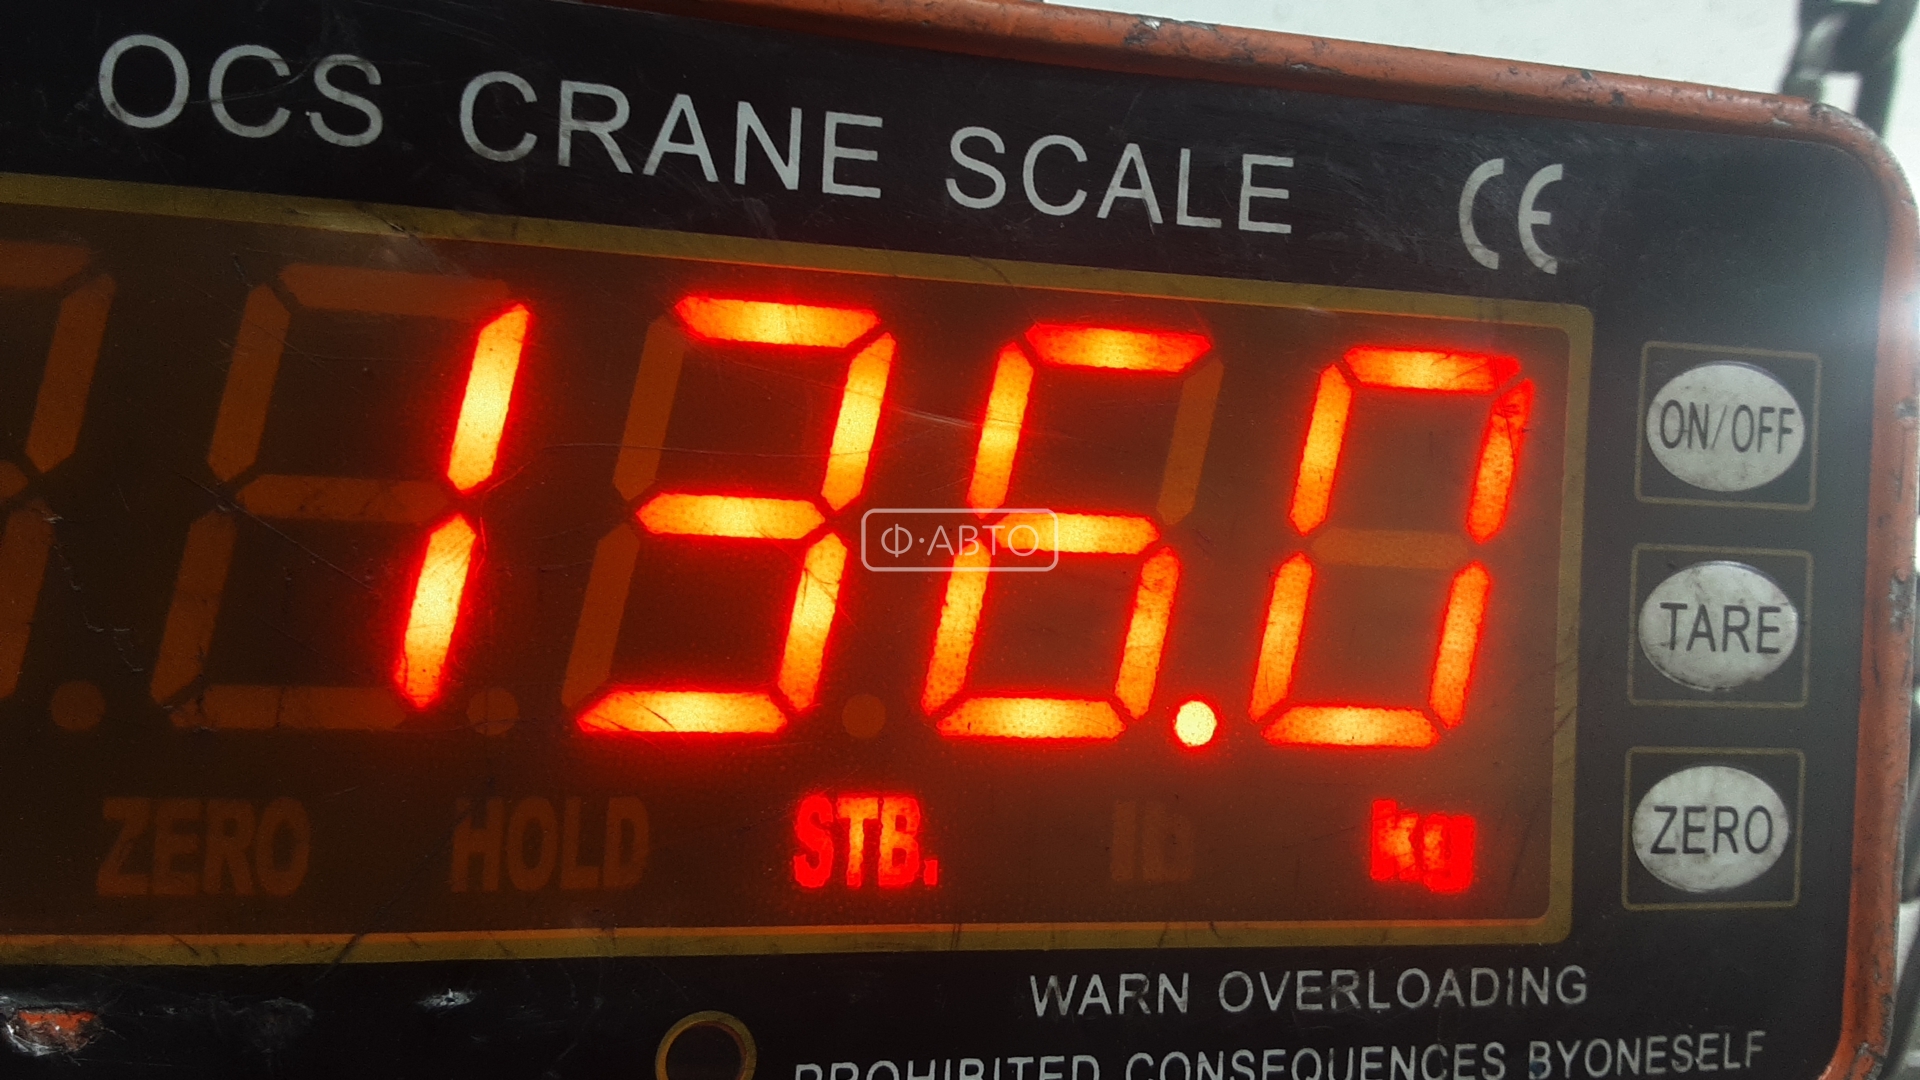 OCS CRANE SCALE CE
136.0
ZERO HOLD STB. lb kg
ON/OFF
TARE
ZERO
Ф·АВТО
WARN OVERLOADING
PROHIBITED CONSEQUENCES BYONESELF